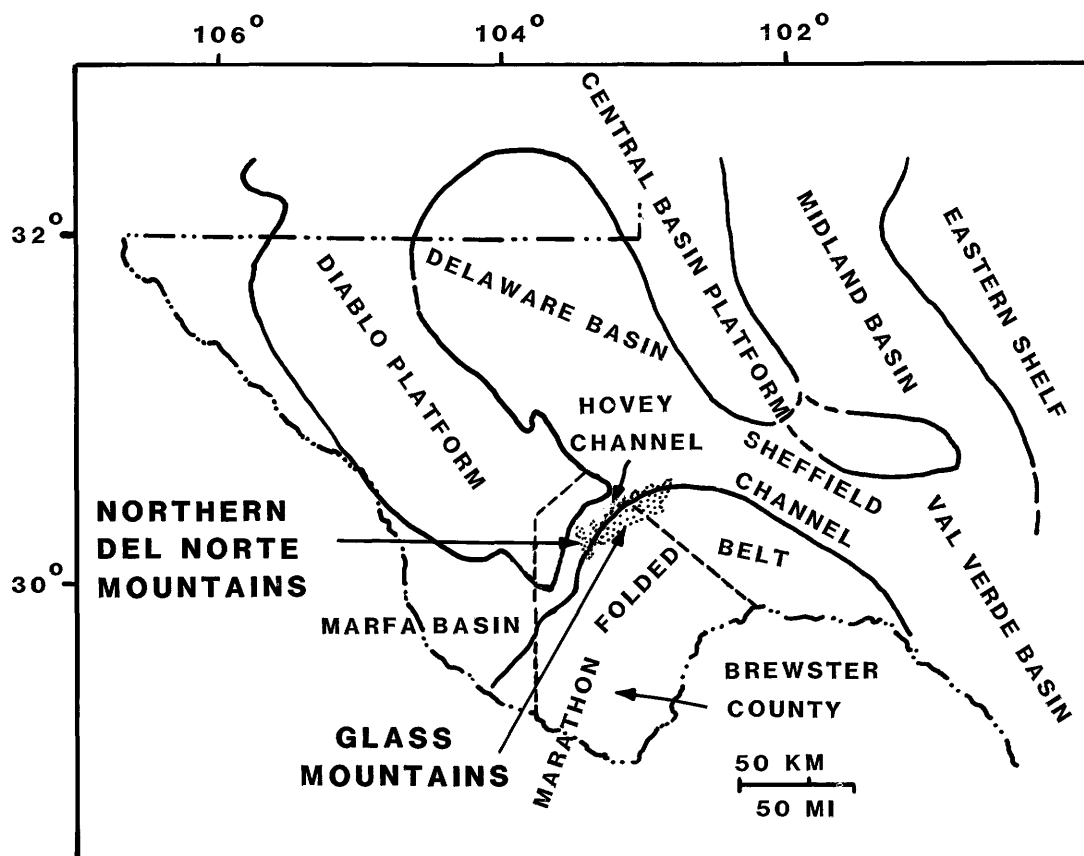 106°
104°
102°
32°
30°
CENTRAL BASIN PLATFORM
MIDLAND BASIN
EASTERN SHELF
DELAWARE BASIN
DIABLO PLATFORM
HOVEY
CHANNEL
SHEFFIELD
CHANNEL
VAL VERDE BASIN
NORTHERN
DEL NORTE
MOUNTAINS
MARFA BASIN
MARATHON FOLDED BELT
BREWSTER
COUNTY
GLASS
MOUNTAINS
50 KM
50 MI